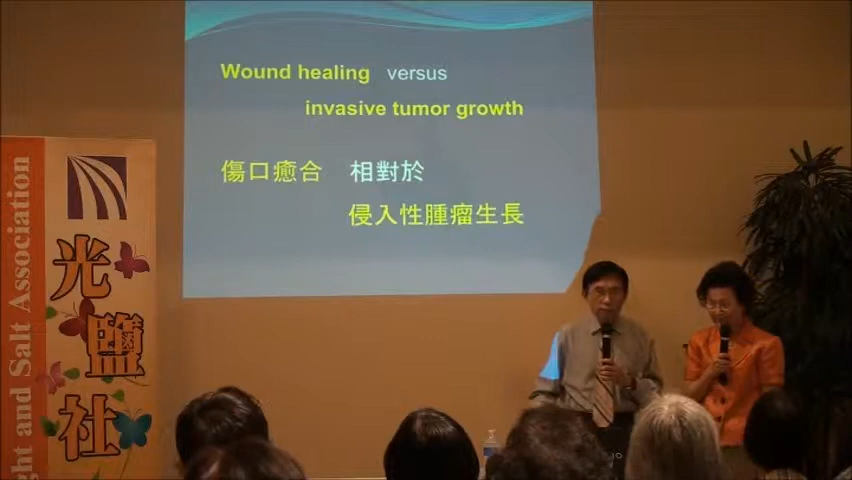 Wound healing versus
invasive tumor growth
傷口癒合 相對於
侵入性腫瘤生長
ght and Salt Association
光鹽社